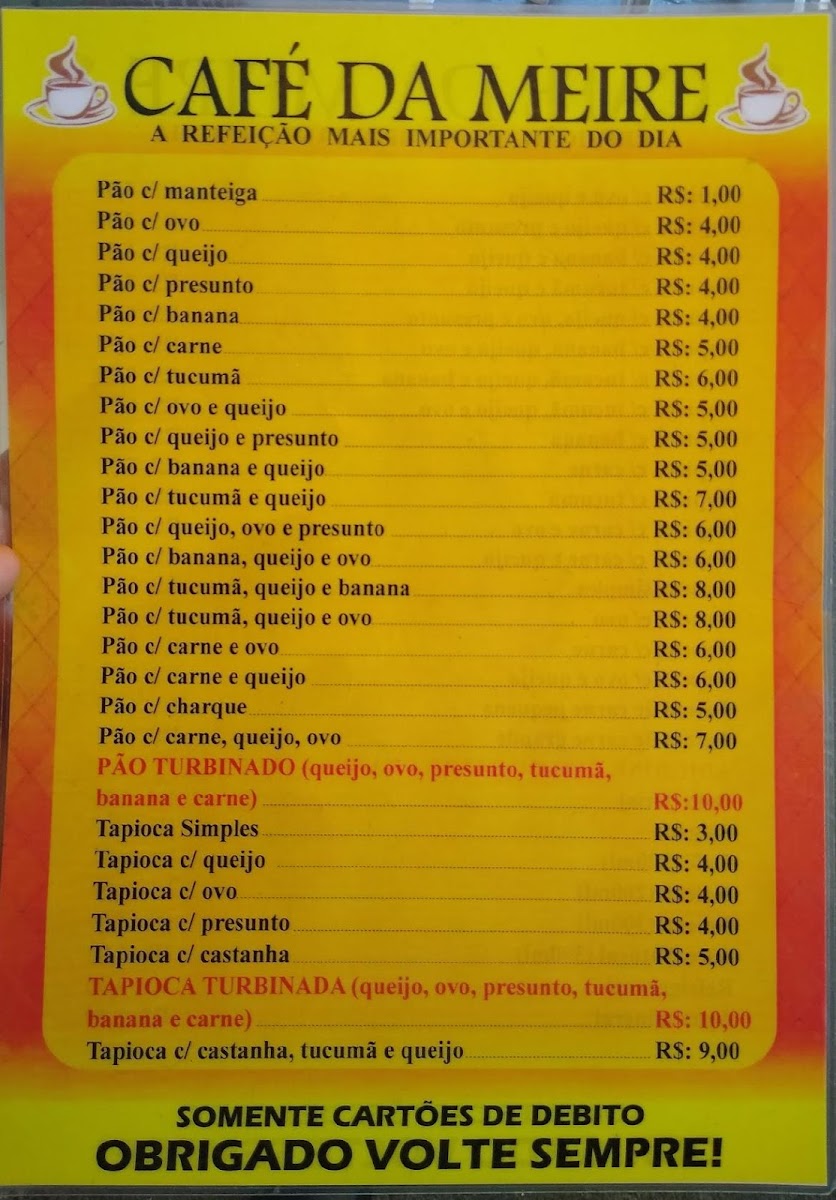 CAFÉ DA MEIRE
A REFEIÇÃO MAIS IMPORTANTE DO DIA
Pão c/ manteiga R$: 1,00
Pão c/ ovo R$: 4,00
Pão c/ queijo R$: 4,00
Pão c/ presunto R$: 4,00
Pão c/ banana R$: 4,00
Pão c/ carne R$: 5,00
Pão c/ tucumã R$: 6,00
Pão c/ ovo e queijo R$: 5,00
Pão c/ queijo e presunto R$: 5,00
Pão c/ banana e queijo R$: 5,00
Pão c/ tucumã e queijo R$: 7,00
Pão c/ queijo, ovo e presunto R$: 6,00
Pão c/ banana, queijo e ovo R$: 6,00
Pão c/ tucumã, queijo e banana R$: 8,00
Pão c/ tucumã, queijo e ovo R$: 8,00
Pão c/ carne e ovo R$: 6,00
Pão c/ carne e queijo R$: 6,00
Pão c/ charque R$: 5,00
Pão c/ carne, queijo, ovo R$: 7,00
PÃO TURBINADO (queijo, ovo, presunto, tucumã,
banana e carne) R$:10,00
Tapioca Simples R$: 3,00
Tapioca c/ queijo R$: 4,00
Tapioca c/ ovo R$: 4,00
Tapioca c/ presunto R$: 4,00
Tapioca c/ castanha R$: 5,00
TAPIOCA TURBINADA (queijo, ovo, presunto, tucumã,
banana e carne) R$: 10,00
Tapioca c/ castanha, tucumã e queijo R$: 9,00
SOMENTE CARTÕES DE DEBITO
OBRIGADO VOLTE SEMPRE!